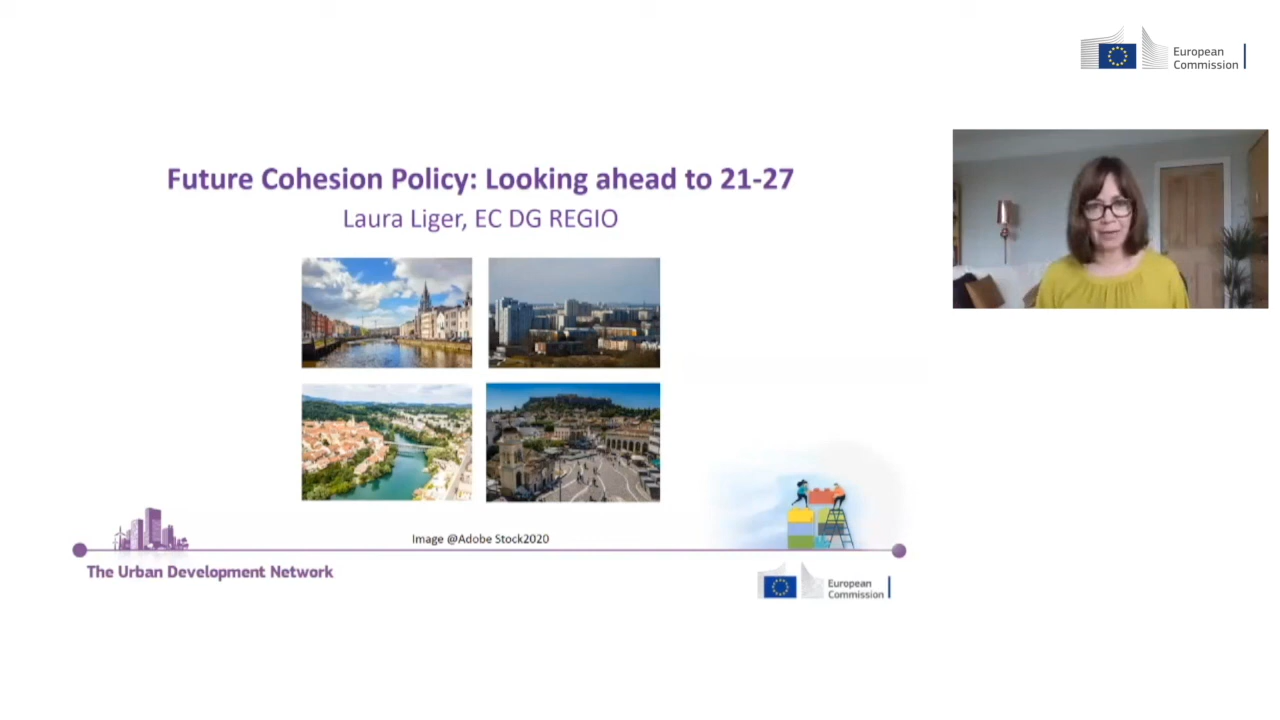 European
Commission
Future Cohesion Policy: Looking ahead to 21-27
Laura Liger, EC DG REGIO
Image @Adobe Stock2020
The Urban Development Network
European
Commission